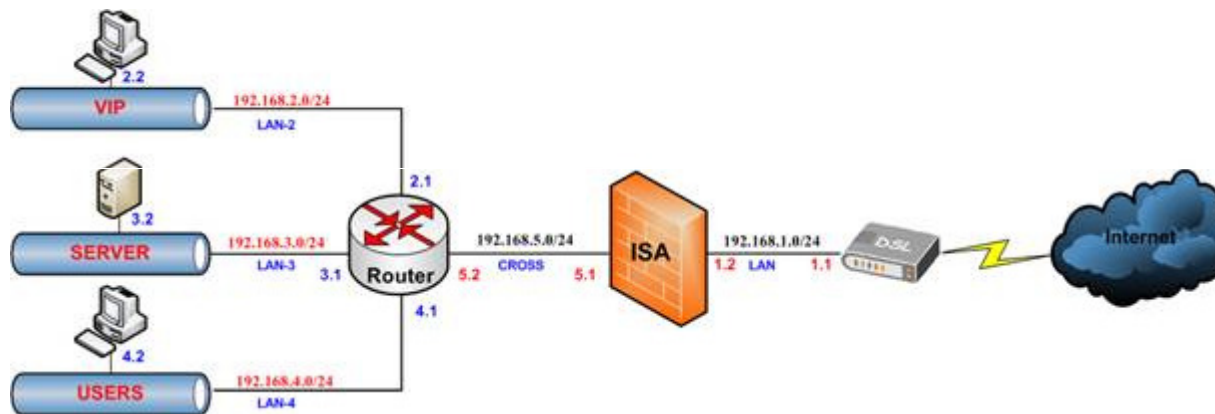 2.2
VIP
192.168.2.0/24
LAN-2
2.1
3.2
SERVER
192.168.3.0/24
LAN-3
3.1
Router
5.2
192.168.5.0/24
CROSS
5.1
ISA
1.2
192.168.1.0/24
LAN
1.1
DSL
Internet
4.1
4.2
USERS
192.168.4.0/24
LAN-4